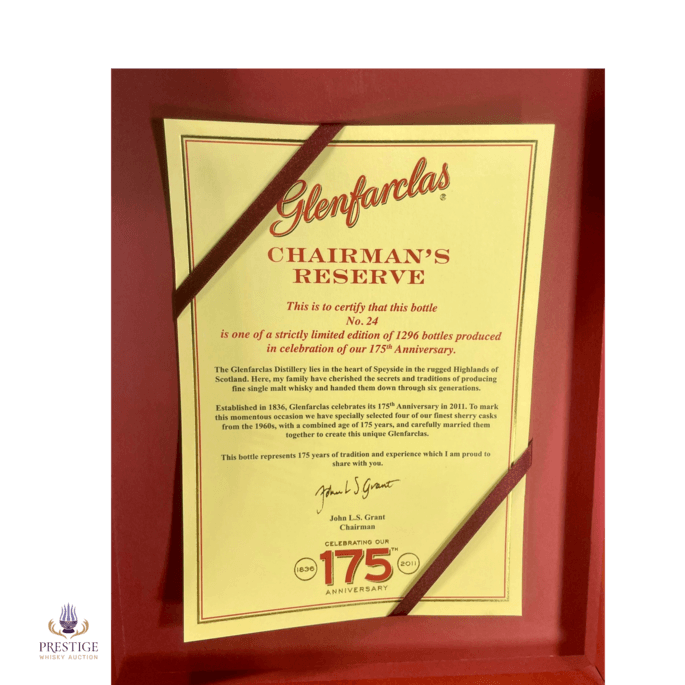 Glenfarclas
®
CHAIRMAN'S
RESERVE
This is to certify that this bottle
No. 24
is one of a strictly limited edition of 1296 bottles produced
in celebration of our 175th Anniversary.
The Glenfarclas Distillery lies in the heart of Speyside in the rugged Highlands of
Scotland. Here, my family have cherished the secrets and traditions of producing
fine single malt whisky and handed them down through six generations.
Established in 1836, Glenfarclas celebrates its 175th Anniversary in 2011. To mark
this momentous occasion we have specially selected four of our finest sherry casks
from the 1960s, with a combined age of 175 years, and carefully married them
together to create this unique Glenfarclas.
This bottle represents 175 years of tradition and experience which I am proud to
share with you.
John L S Grant
John L.S. Grant
Chairman
CELEBRATING OUR
1836 175 TM 2011
ANNIVERSARY
PRESTIGE
WHISKY AUCTION